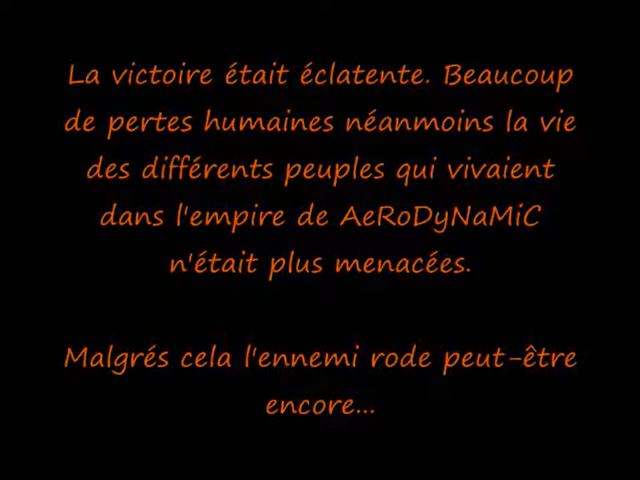 La victoire était éclatente. Beaucoup
de pertes humaines néanmoins la vie
des différents peuples qui vivaient
dans l'empire de AeRoDyNaMiC
n'était plus menacées.
Malgrés cela l'ennemi rode peut-être
encore...